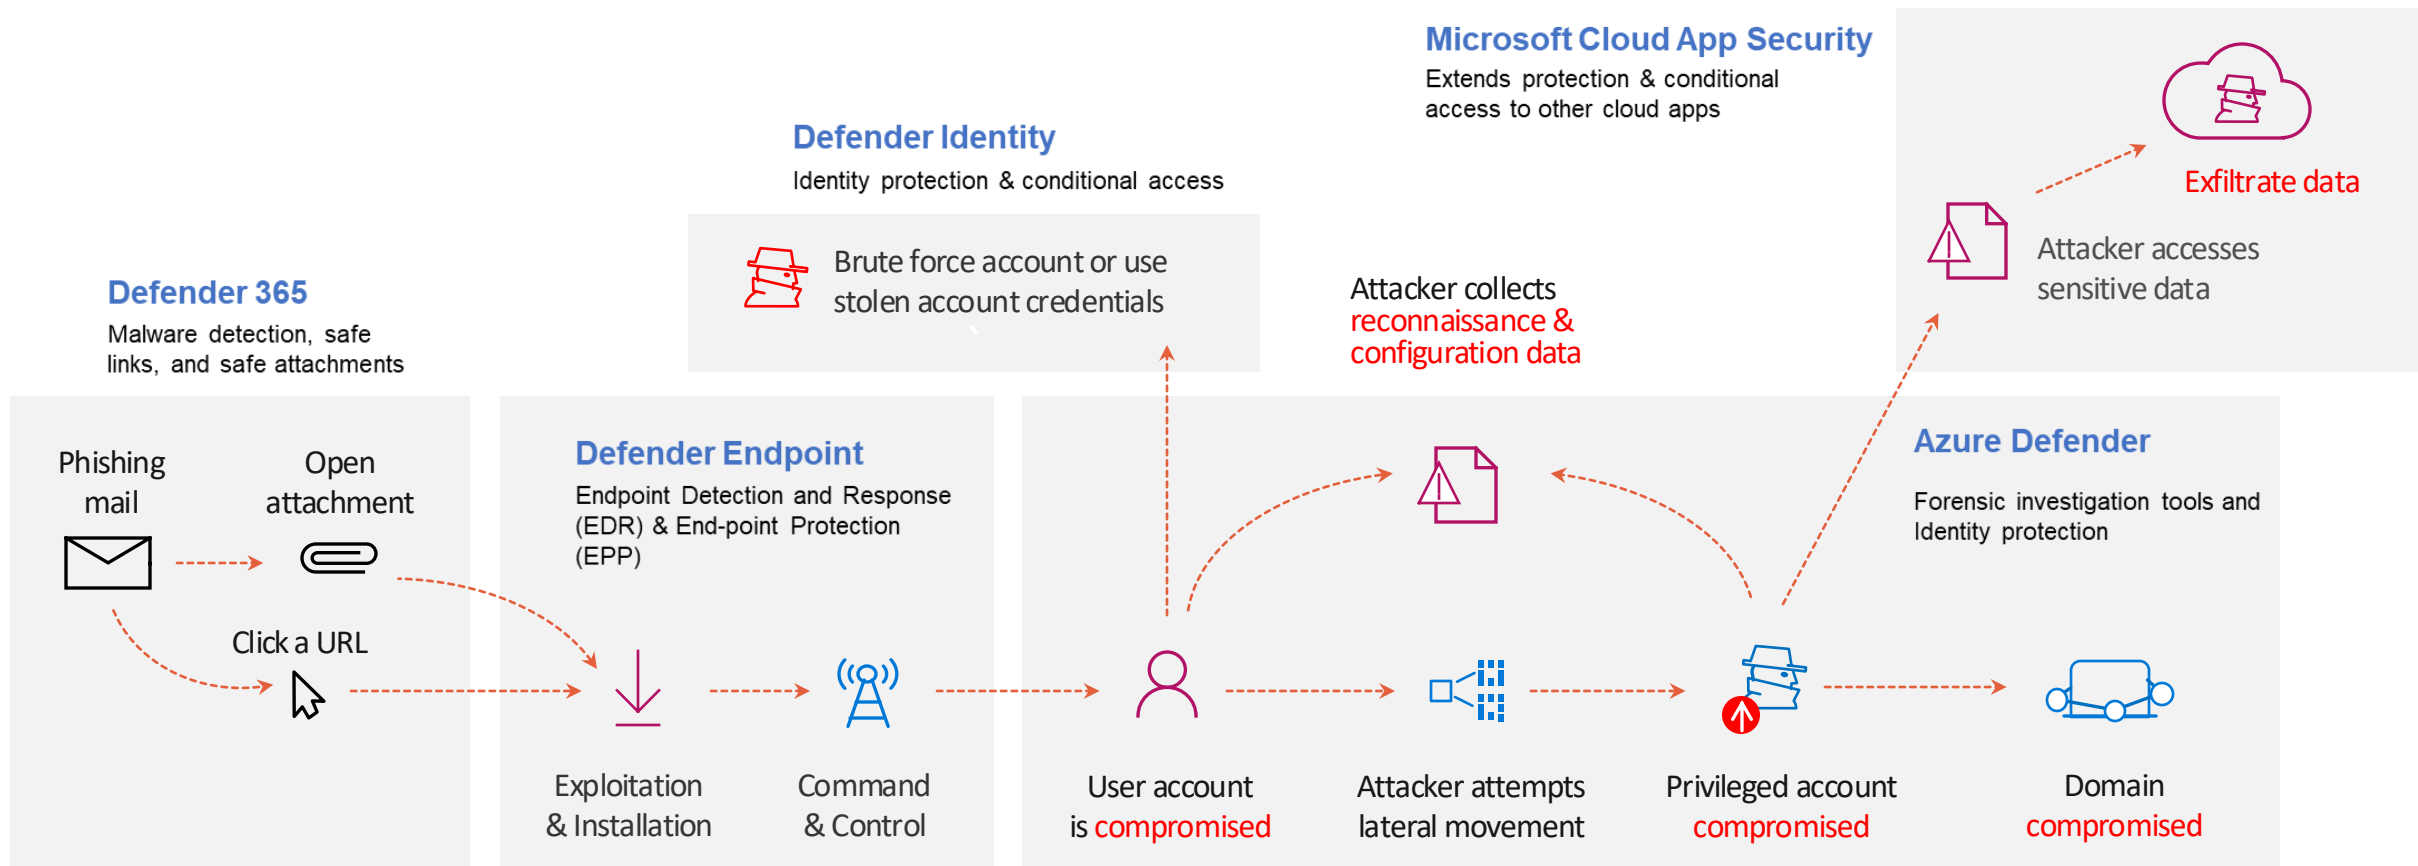 Microsoft Cloud App Security
Extends protection & conditional
access to other cloud apps
Exfiltrate data
Attacker accesses
sensitive data
Defender Identity
Identity protection & conditional access
Brute force account or use
stolen account credentials
Attacker collects
reconnaissance &
configuration data
Defender 365
Malware detection, safe
links, and safe attachments
Phishing
mail
Open
attachment
Click a URL
Defender Endpoint
Endpoint Detection and Response
(EDR) & End-point Protection
(EPP)
Exploitation
& Installation
Command
& Control
Azure Defender
Forensic investigation tools and
Identity protection
User account
is compromised
Attacker attempts
lateral movement
Privileged account
compromised
Domain
compromised